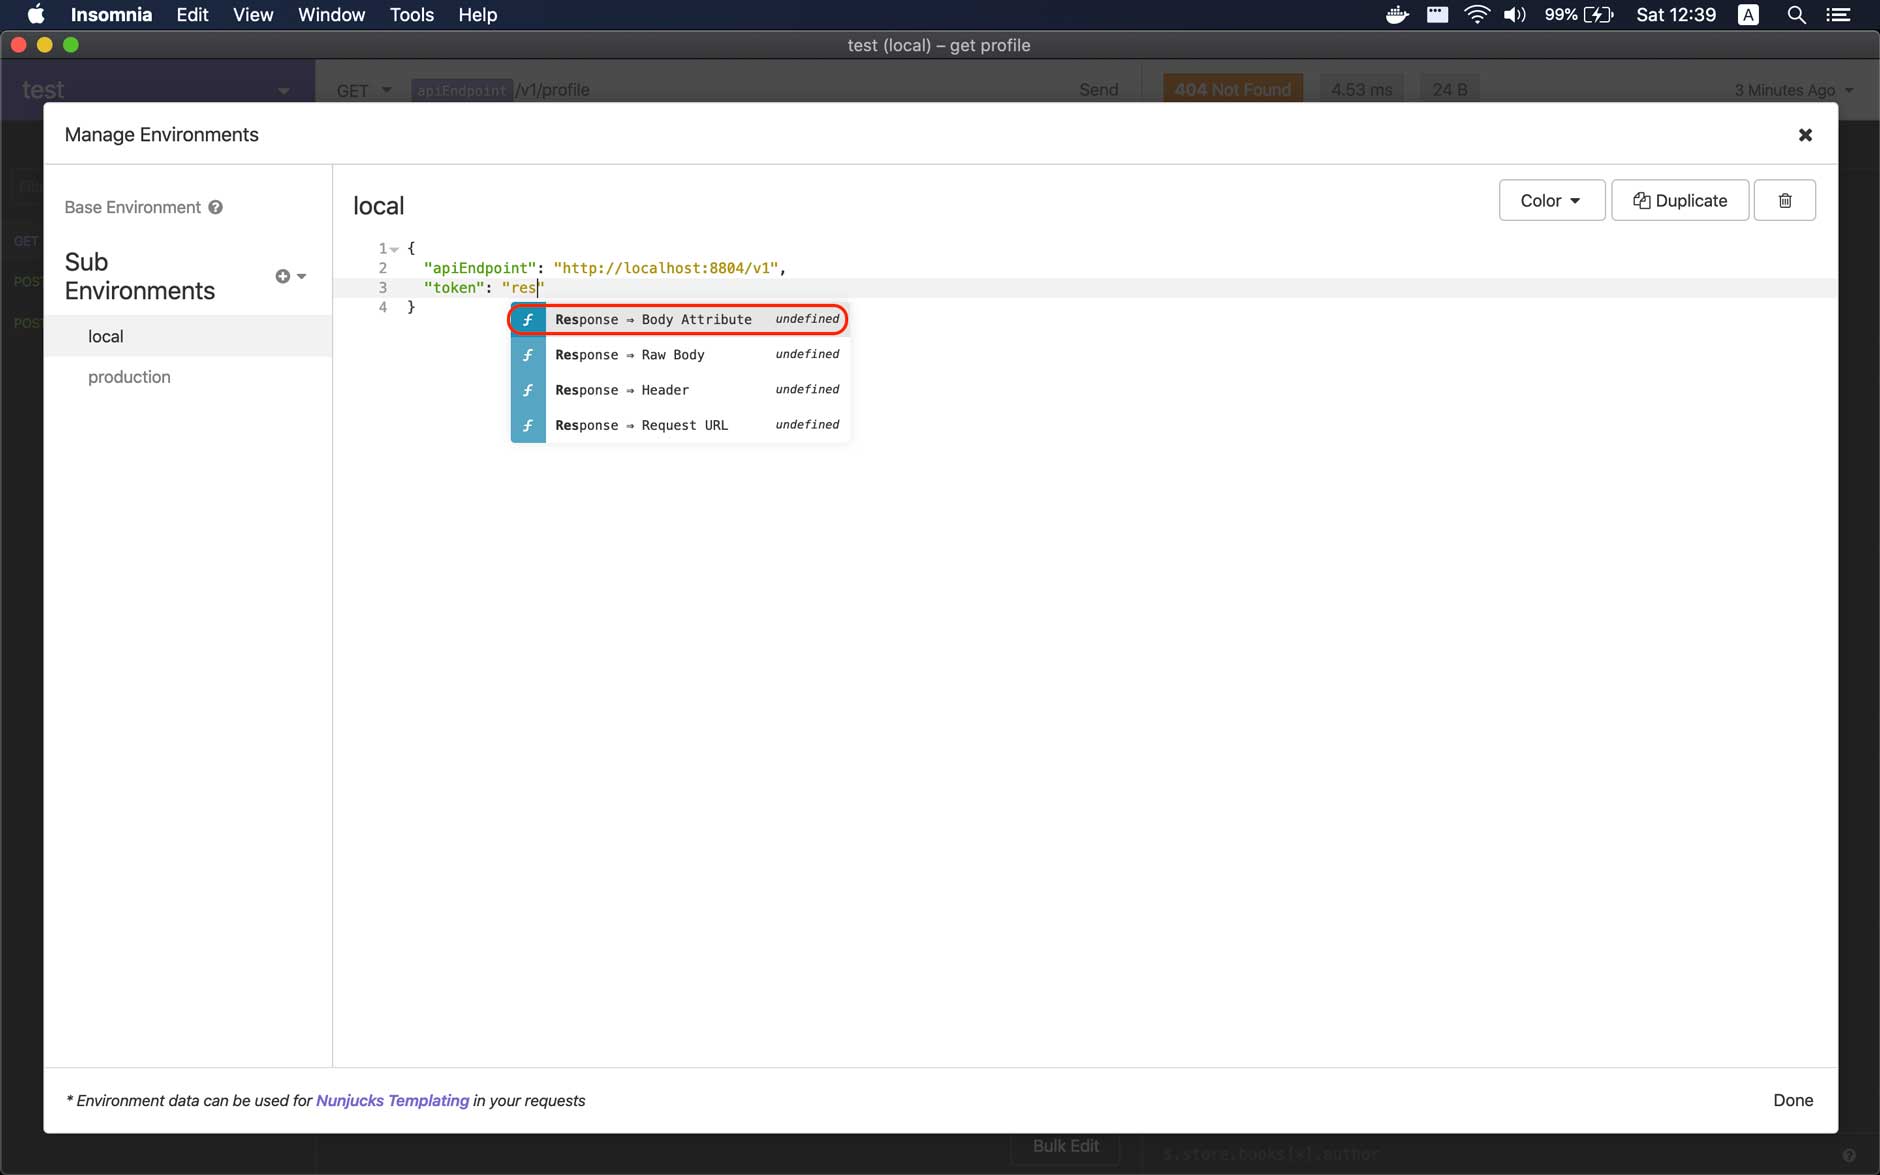 Insomnia Edit View Window Tools Help 99% Sat 12:39 A
test (local) – get profile
test GET apiEndpoint /v1/profile Send 404 Not Found 4.53 ms 24 B 3 Minutes Ago
Manage Environments
Base Environment
local
Color
Duplicate
GET
Sub
Environments
POST
POST
local
production
1 {
2 "apiEndpoint": "http://localhost:8804/v1",
3 "token": "res"
4 }
f Response ⇒ Body Attribute undefined
f Response ⇒ Raw Body undefined
f Response ⇒ Header undefined
f Response ⇒ Request URL undefined
* Environment data can be used for Nunjucks Templating in your requests
Done
Bulk Edit
$.store.books[*].author